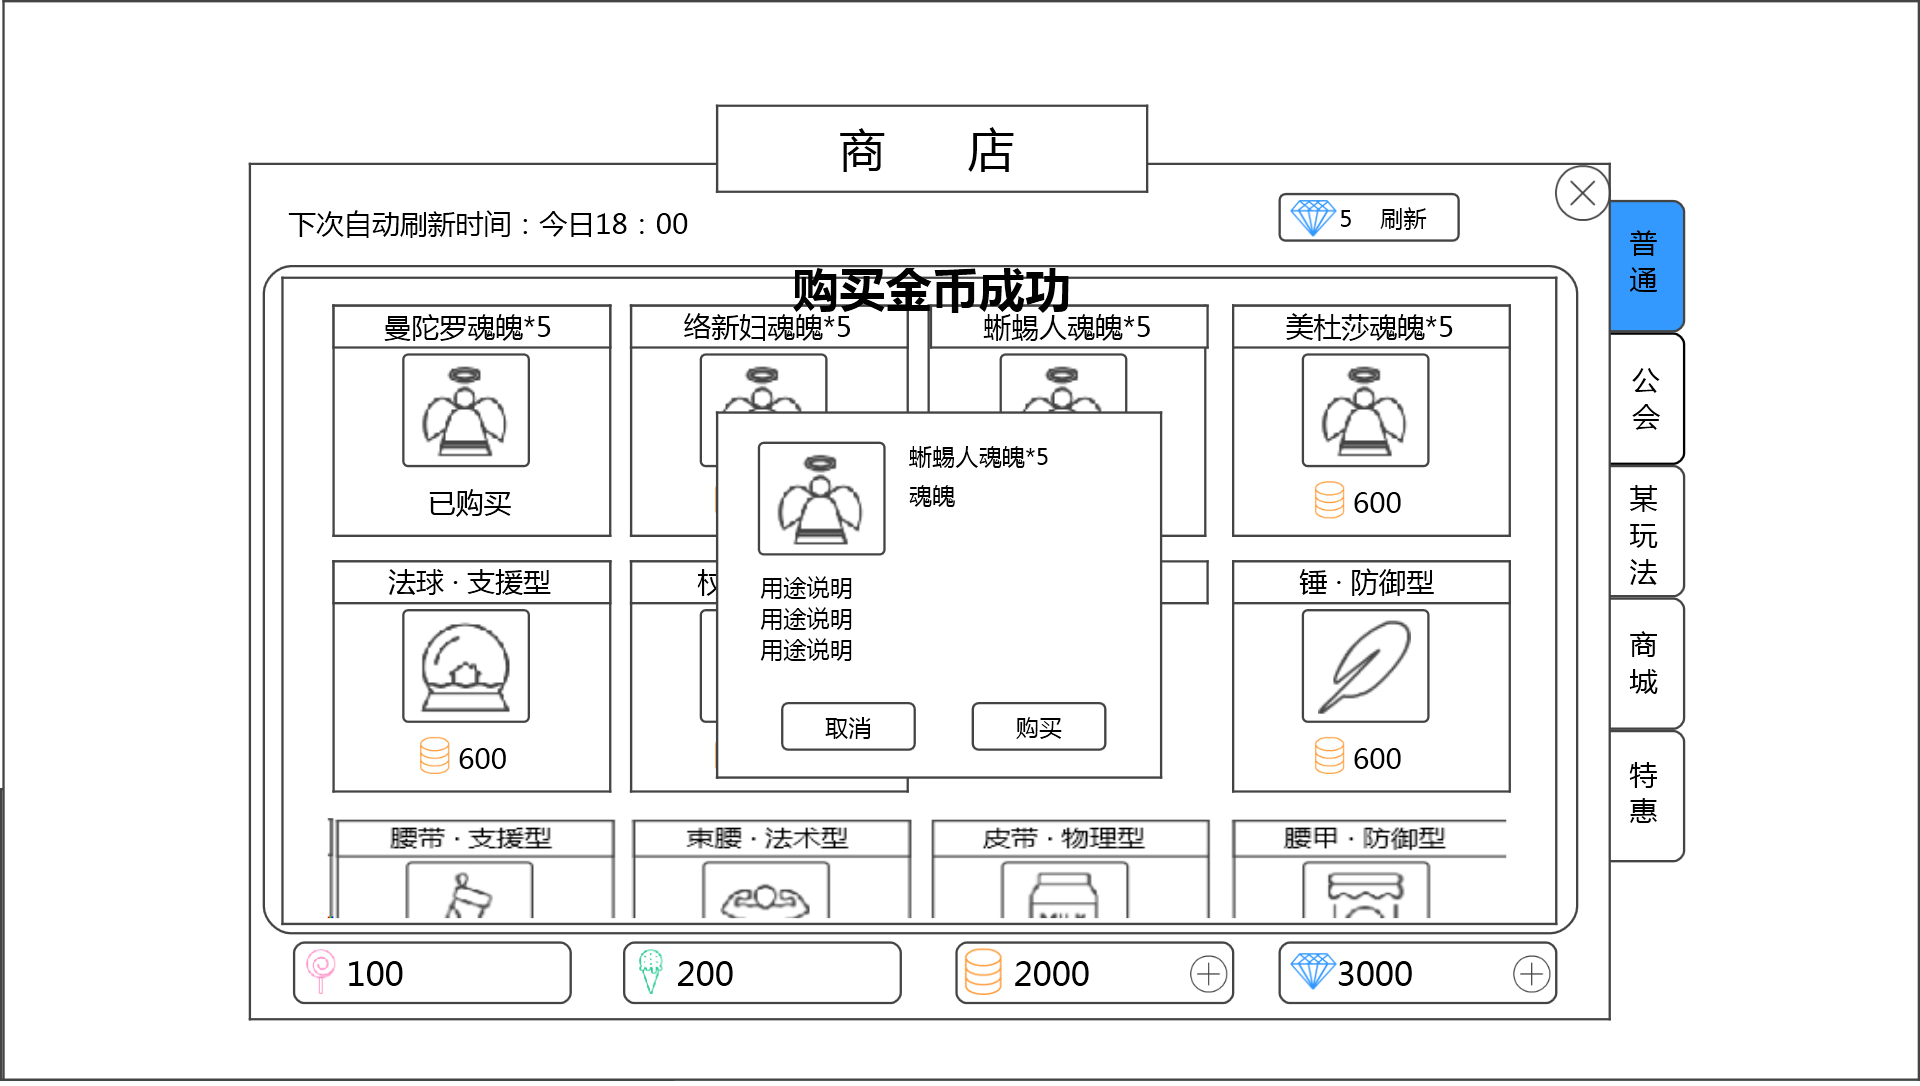 商 店
下次自动刷新时间：今日18：00
5 刷新
购买金币成功
曼陀罗魂魄*5
络新妇魂魄*5
蜥蜴人魂魄*5
美杜莎魂魄*5
已购买
600
蜥蜴人魂魄*5
魂魄
用途说明
用途说明
用途说明
取消
购买
法球·支援型
600
锤·防御型
600
腰带·支援型
束腰·法术型
皮带·物理型
腰甲·防御型
MILK
100
200
2000
3000
普通
公会
某玩法
商城
特惠